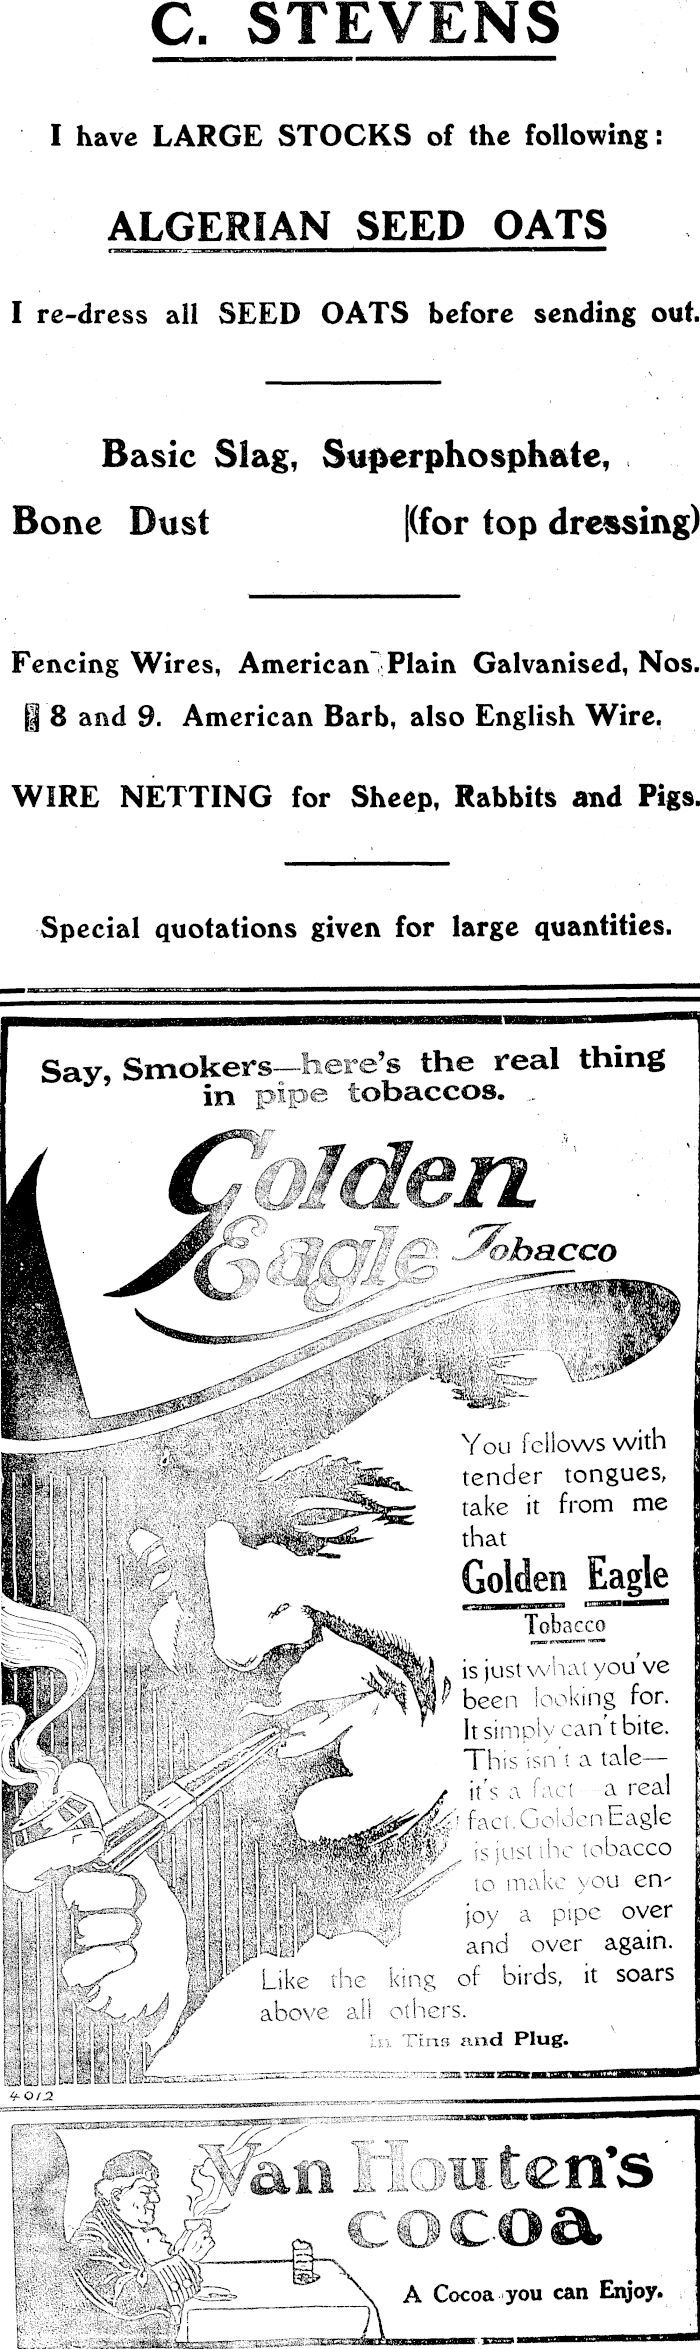 C. STEVENS
I have LARGE STOCKS of the following:
ALGERIAN SEED OATS
I re-dress all SEED OATS before sending out.
Basic Slag, Superphosphate,
Bone Dust (for top dressing)
Fencing Wires, American Plain Galvanised, Nos.
8 and 9. American Barb, also English Wire.
WIRE NETTING for Sheep, Rabbits and Pigs.
Special quotations given for large quantities.
Say, Smokers—here's the real thing
in pipe tobaccos.
Golden
Eagle Tobacco
You fellows with
tender tongues,
take it from me
that
Golden Eagle
Tobacco
is just what you've
been looking for.
It simply can't bite.
This isn't a tale—
it's a fact—a real
fact. Golden Eagle
is just the tobacco
to make you en-
joy a pipe over
and over again.
Like the king of birds, it soars
above all others.
In Tins and Plug.
4012
Van Houten's
cocoa
A Cocoa you can Enjoy.